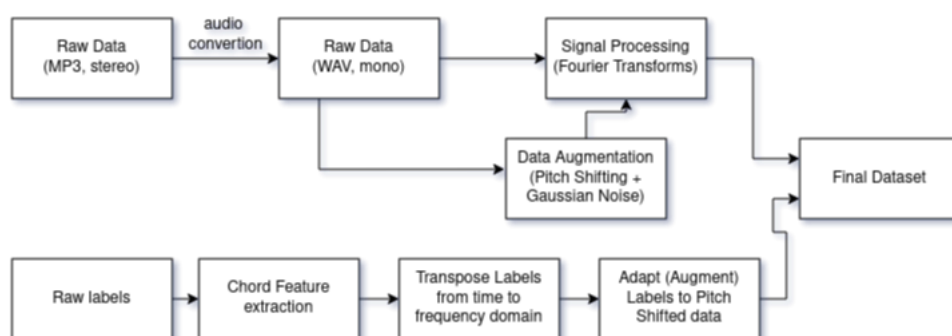 audio
convertion
Raw Data
(MP3, stereo)
Raw Data
(WAV, mono)
Signal Processing
(Fourier Transforms)
Data Augmentation
(Pitch Shifting +
Gaussian Noise)
Final Dataset
Raw labels
Chord Feature
extraction
Transpose Labels
from time to
frequency domain
Adapt (Augment)
Labels to Pitch
Shifted data